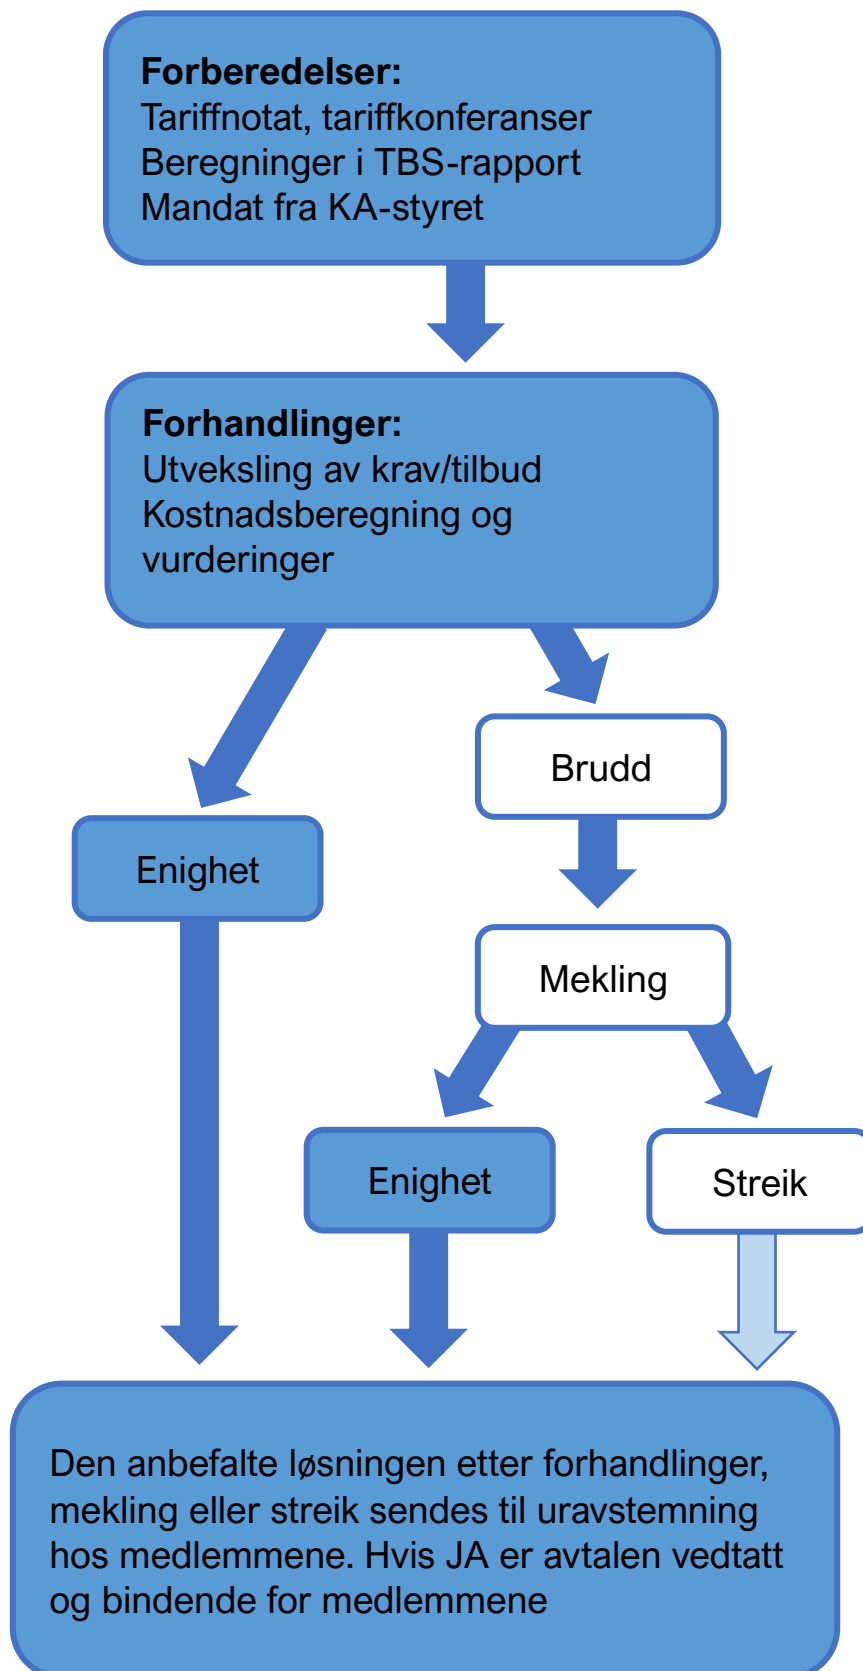 Forberedelser:
Tariffnotat, tariffkonferanser
Beregninger i TBS-rapport
Mandat fra KA-styret
Forhandlinger:
Utveksling av krav/tilbud
Kostnadsberegning og
vurderinger
Brudd
Enighet
Mekling
Enighet
Streik
Den anbefalte løsningen etter forhandlinger,
mekling eller streik sendes til uravstemning
hos medlemmene. Hvis JA er avtalen vedtatt
og bindende for medlemmene